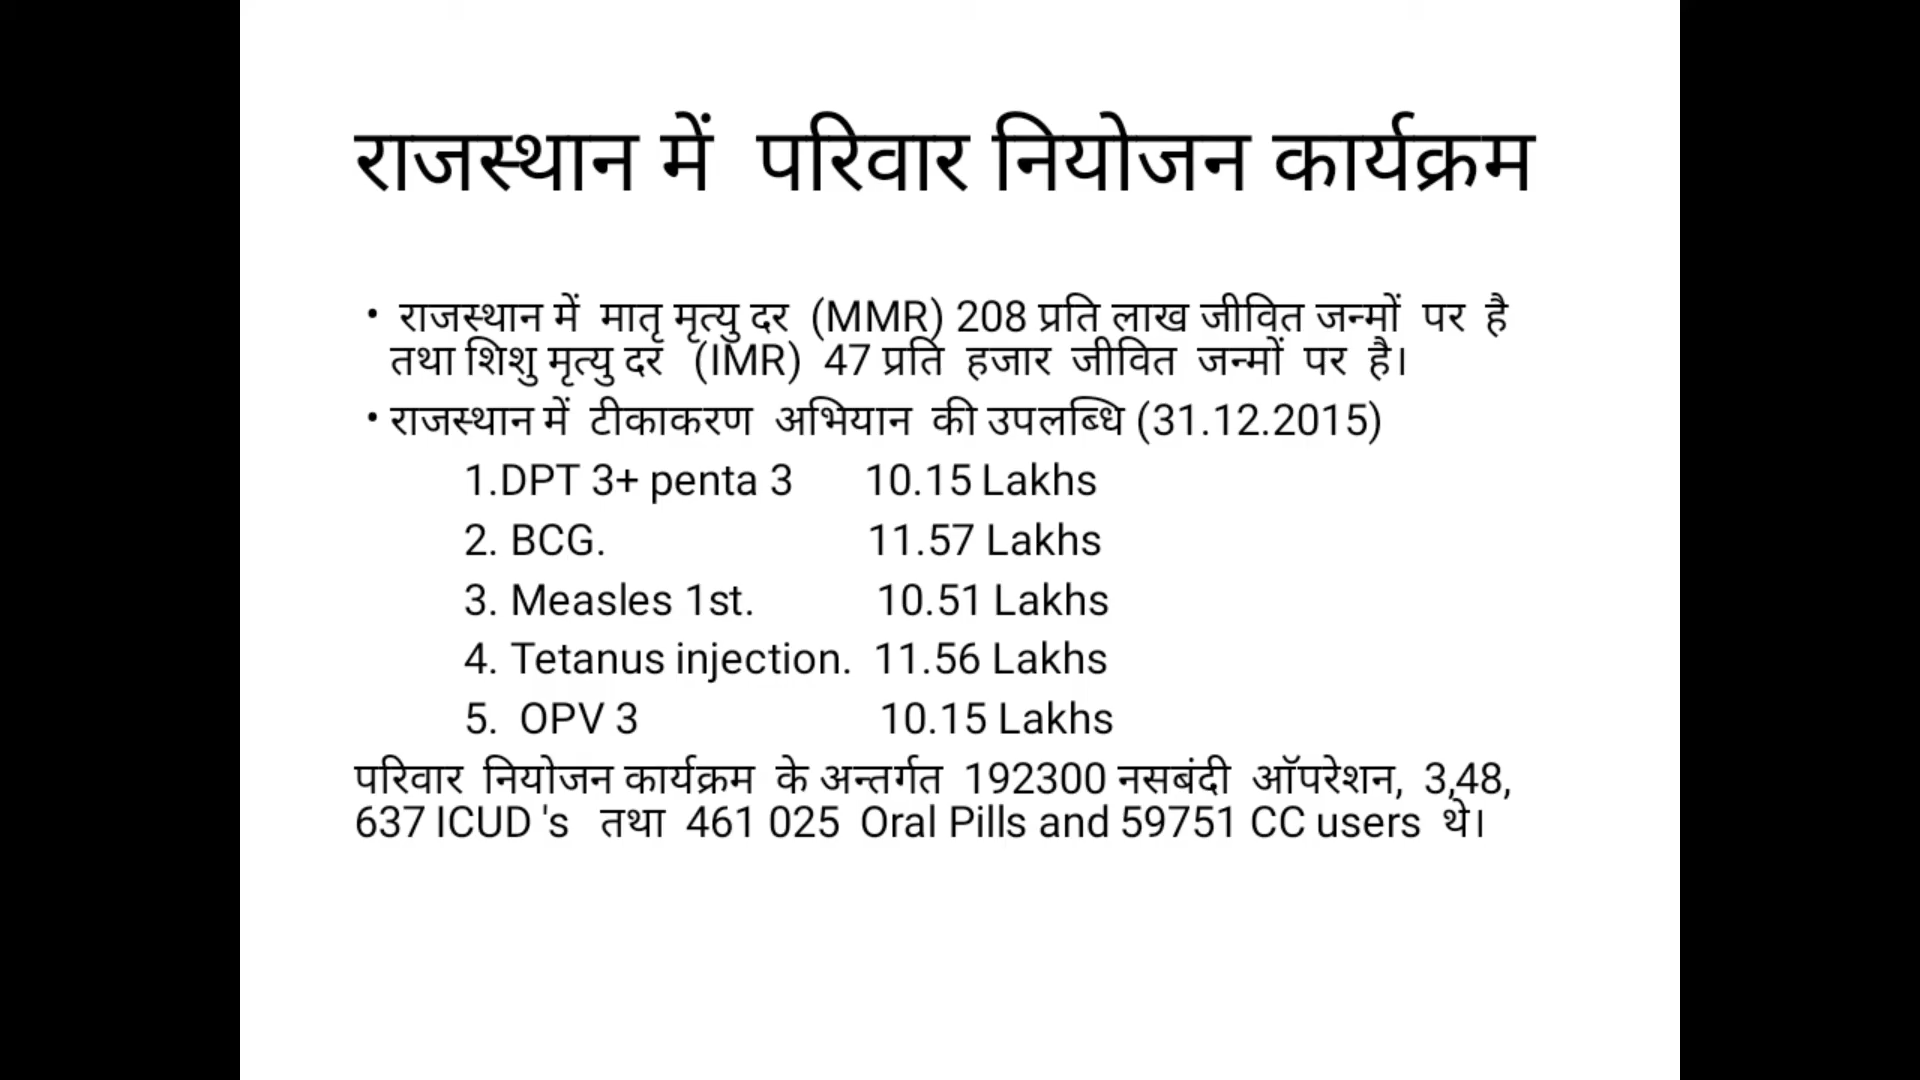 राजस्थान में परिवार नियोजन कार्यक्रम
• राजस्थान में मातृ मृत्यु दर (MMR) 208 प्रति लाख जीवित जन्मों पर है
तथा शिशु मृत्यु दर (IMR) 47 प्रति हजार जीवित जन्मों पर है।
• राजस्थान में टीकाकरण अभियान की उपलब्धि (31.12.2015)
1.DPT 3+ penta 3 10.15 Lakhs
2. BCG. 11.57 Lakhs
3. Measles 1st. 10.51 Lakhs
4. Tetanus injection. 11.56 Lakhs
5. OPV 3 10.15 Lakhs
परिवार नियोजन कार्यक्रम के अन्तर्गत 192300 नसबंदी ऑपरेशन, 3,48,
637 ICUD 's तथा 461 025 Oral Pills and 59751 CC users थे।